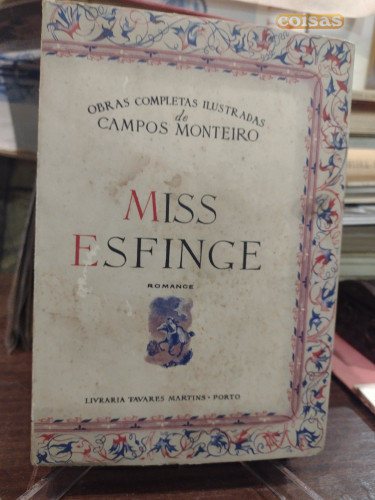 coisas
OBRAS COMPLETAS ILUSTRADAS
de
CAMPOS MONTEIRO
MISS
ESFINGE
ROMANCE
LIVRARIA TAVARES MARTINS · PORTO